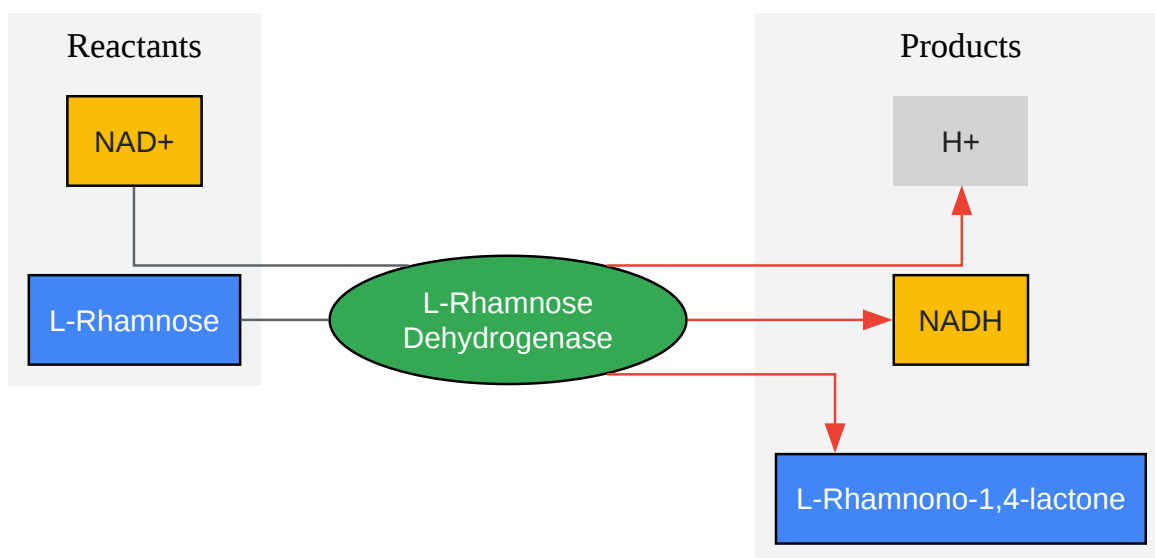 Reactants
Products
NAD+
H+
L-Rhamnose
L-Rhamnose
Dehydrogenase
NADH
L-Rhamnono-1,4-lactone